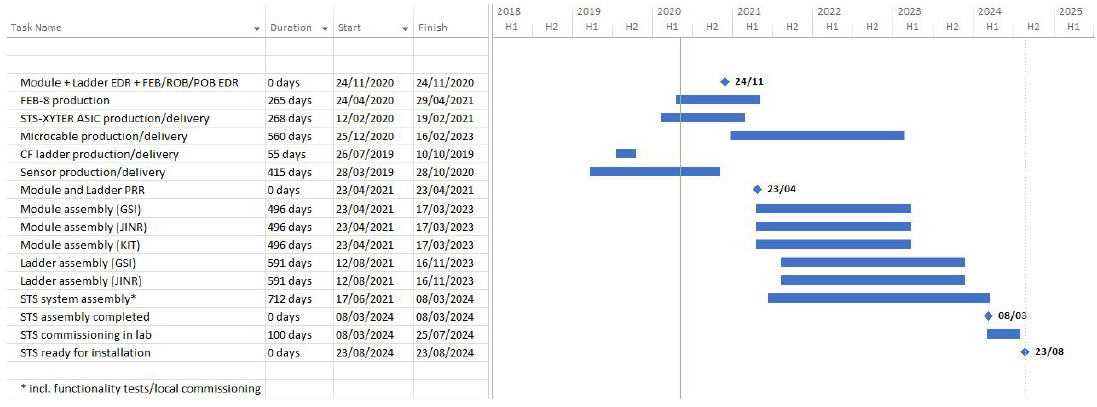 2018 2019 2020 2021 2022 2023 2024 2025
Task Name Duration Start Finish H1 H2 H1 H2 H1 H2 H1 H2 H1 H2 H1 H2 H1 H2 H1
Module + Ladder EDR + FEB/ROB/POB EDR 0 days 24/11/2020 24/11/2020 24/11
FEB-8 production 265 days 24/04/2020 29/04/2021
STS-XYTER ASIC production/delivery 268 days 12/02/2020 19/02/2021
Microcable production/delivery 560 days 25/12/2020 16/02/2023
CF ladder production/delivery 55 days 26/07/2019 10/10/2019
Sensor production/delivery 415 days 28/03/2019 28/10/2020
Module and Ladder PRR 0 days 23/04/2021 23/04/2021 23/04
Module assembly (GSI) 496 days 23/04/2021 17/03/2023
Module assembly (JINR) 496 days 23/04/2021 17/03/2023
Module assembly (KIT) 496 days 23/04/2021 17/03/2023
Ladder assembly (GSI) 591 days 12/08/2021 16/11/2023
Ladder assembly (JINR) 591 days 12/08/2021 16/11/2023
STS system assembly* 712 days 17/06/2021 08/03/2024
STS assembly completed 0 days 08/03/2024 08/03/2024 08/03
STS commissioning in lab 100 days 08/03/2024 25/07/2024
STS ready for installation 0 days 23/08/2024 23/08/2024 23/08
* incl. functionality tests/local commissioning